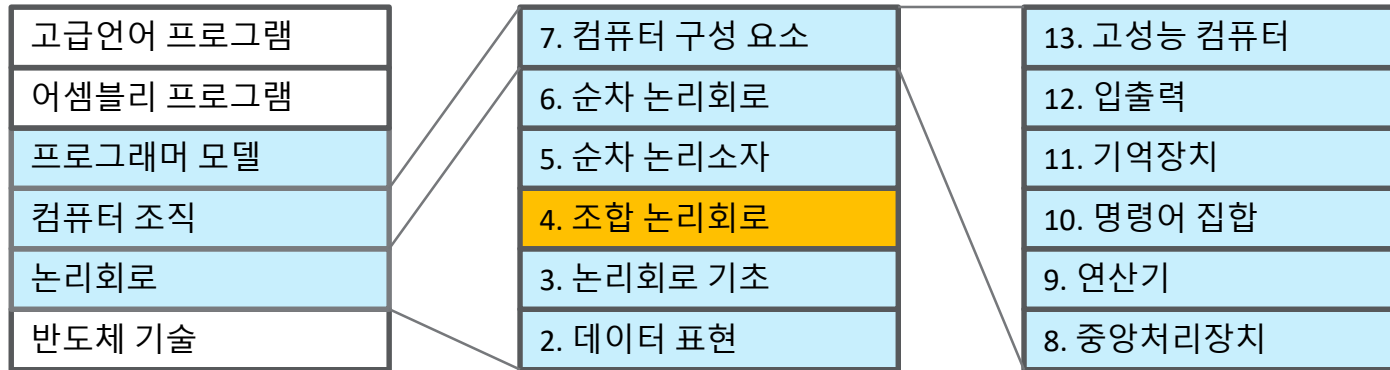 고급언어 프로그램
어셈블리 프로그램
프로그래머 모델
컴퓨터 조직
논리회로
반도체 기술
7. 컴퓨터 구성 요소
6. 순차 논리회로
5. 순차 논리소자
4. 조합 논리회로
3. 논리회로 기초
2. 데이터 표현
13. 고성능 컴퓨터
12. 입출력
11. 기억장치
10. 명령어 집합
9. 연산기
8. 중앙처리장치